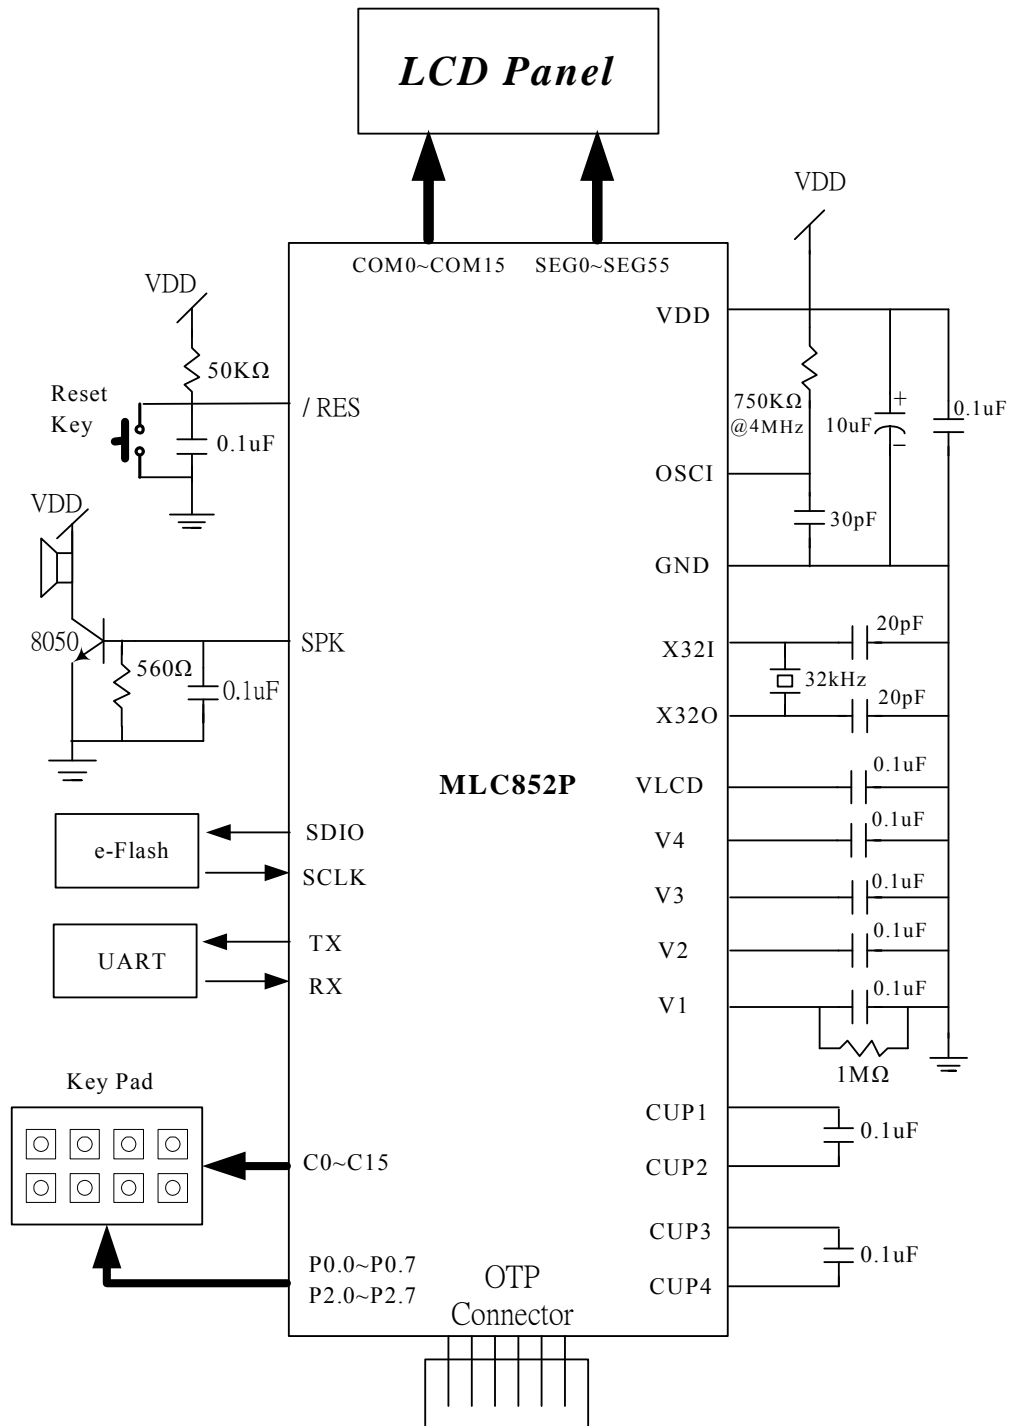 LCD Panel
VDD
COM0~COM15
SEG0~SEG55
VDD
VDD
50KΩ
Reset
Key
/ RES
750KΩ
@4MHz
10uF
+
−
0.1uF
0.1uF
OSCI
VDD
30pF
GND
20pF
8050
SPK
X32I
560Ω
0.1uF
32kHz
20pF
X32O
MLC852P
VLCD
0.1uF
0.1uF
e-Flash
SDIO
V4
SCLK
0.1uF
V3
0.1uF
UART
TX
V2
RX
0.1uF
V1
1MΩ
Key Pad
CUP1
0.1uF
C0~C15
CUP2
CUP3
P0.0~P0.7
0.1uF
P2.0~P2.7
OTP
Connector
CUP4